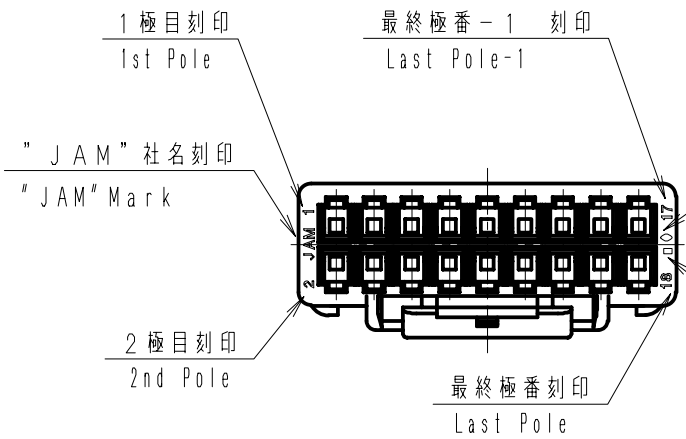 1極目刻印
1st Pole
最終極番-1 刻印
Last Pole-1
"JAM"社名刻印
"JAM"Mark
1
17
JAM
2
18
2極目刻印
2nd Pole
最終極番刻印
Last Pole